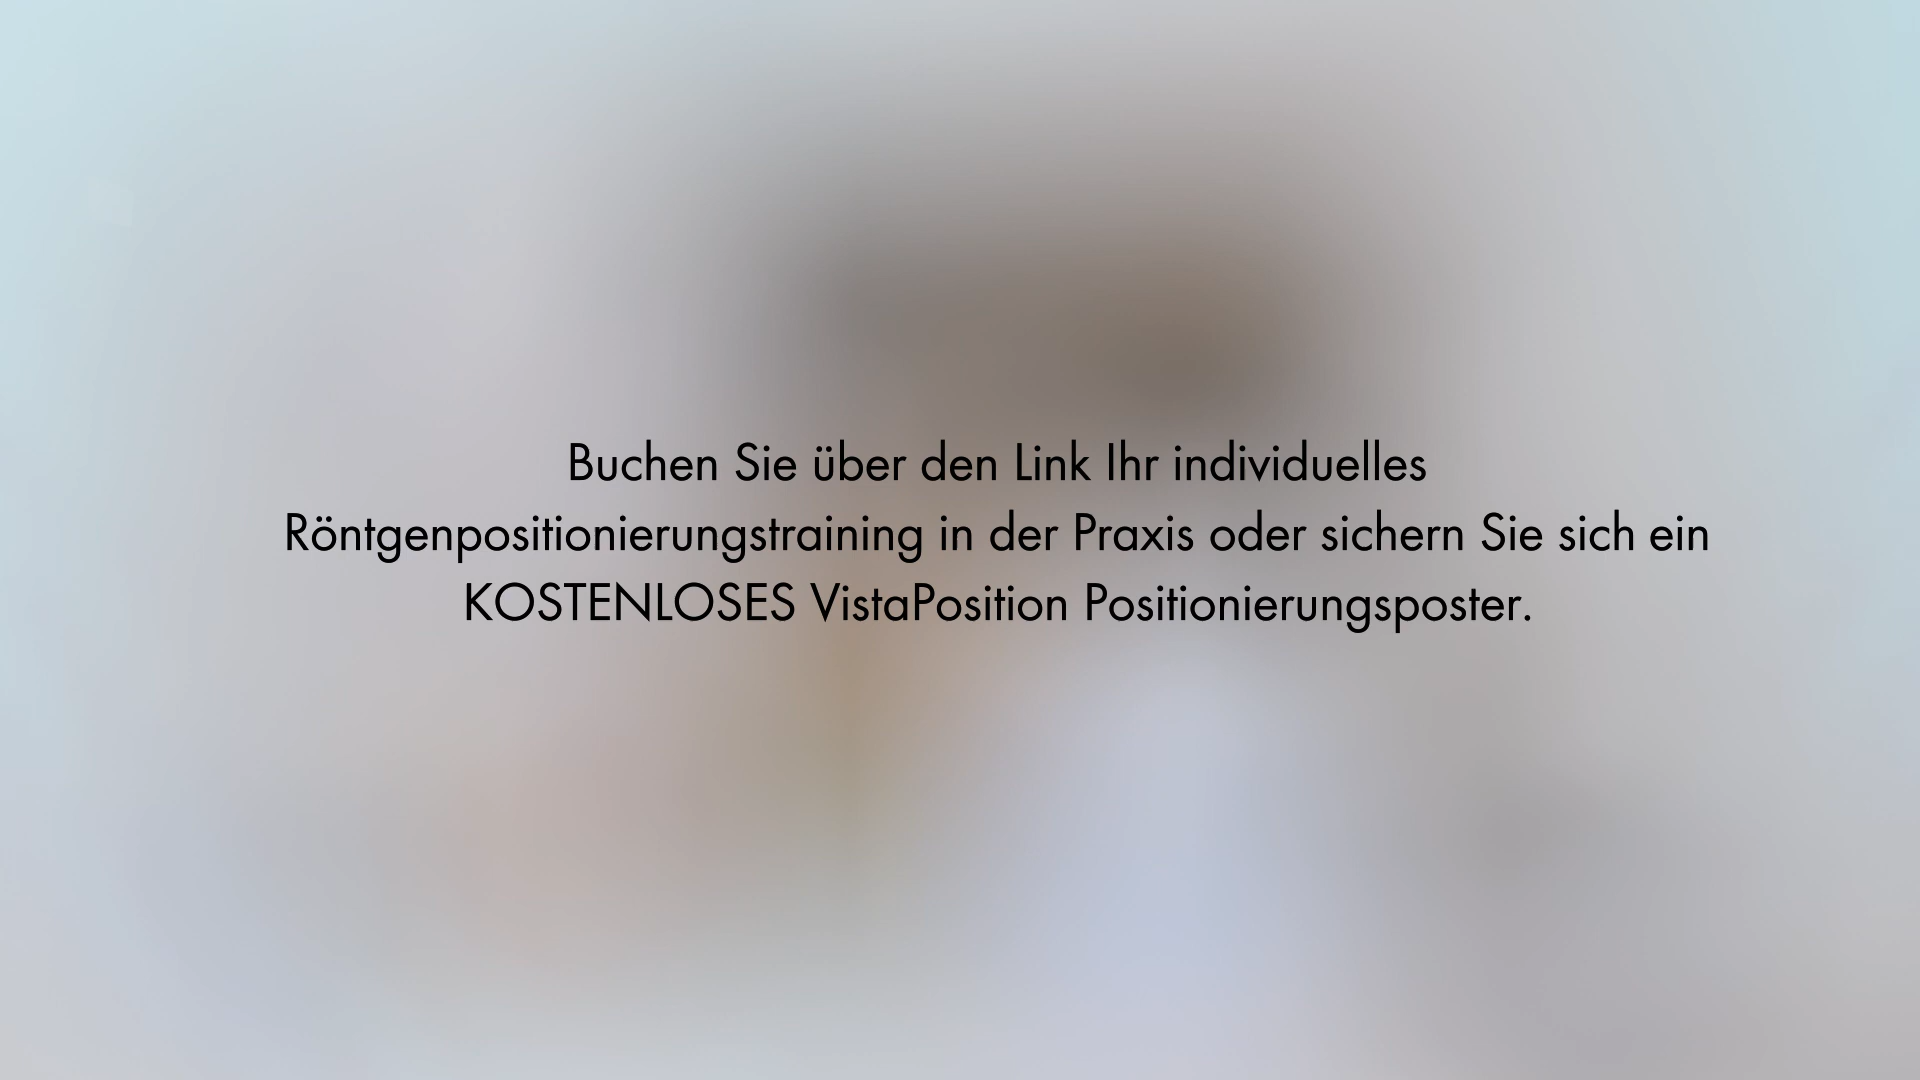 Buchen Sie über den Link Ihr individuelles
Röntgenpositionierungstraining in der Praxis oder sichern Sie sich ein
KOSTENLOSES VistaPosition Positionierungsposter.